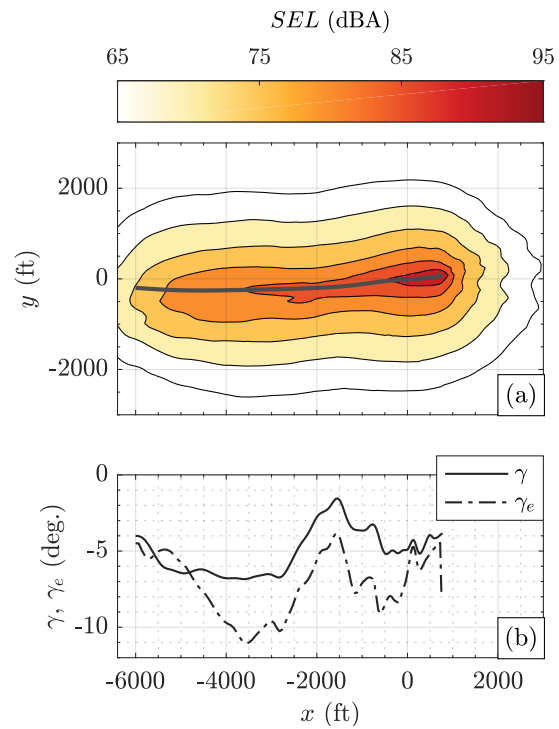 SEL (dBA)
65 75 85 95
2000
0
-2000
y (ft)
(a)
0
-5
-10
γ, γₑ (deg.)
γ
γₑ
(b)
-6000 -4000 -2000 0 2000
x (ft)